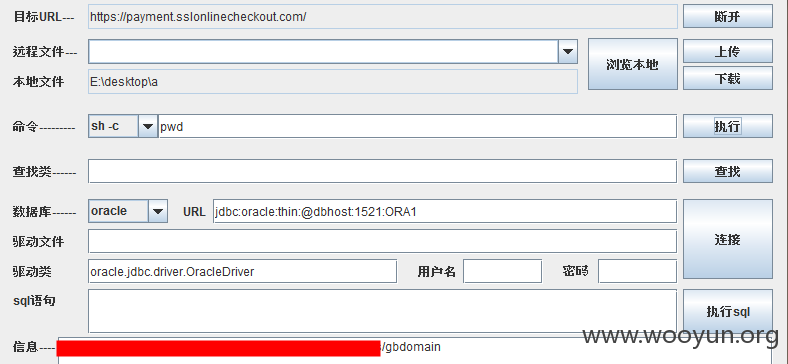 目标URL--- https://payment.sslonlinecheckout.com/ 断开
远程文件--- 浏览本地 上传
本地文件 E:\desktop\a 下载
命令--------- sh -c pwd 执行
查找类------ 查找
数据库------ oracle URL jdbc:oracle:thin:@dbhost:1521:ORA1 连接
驱动文件
驱动类 oracle.jdbc.driver.OracleDriver 用户名 密码
sql语句 执行sql
www.wooyun.org
信息---- /gbdomain